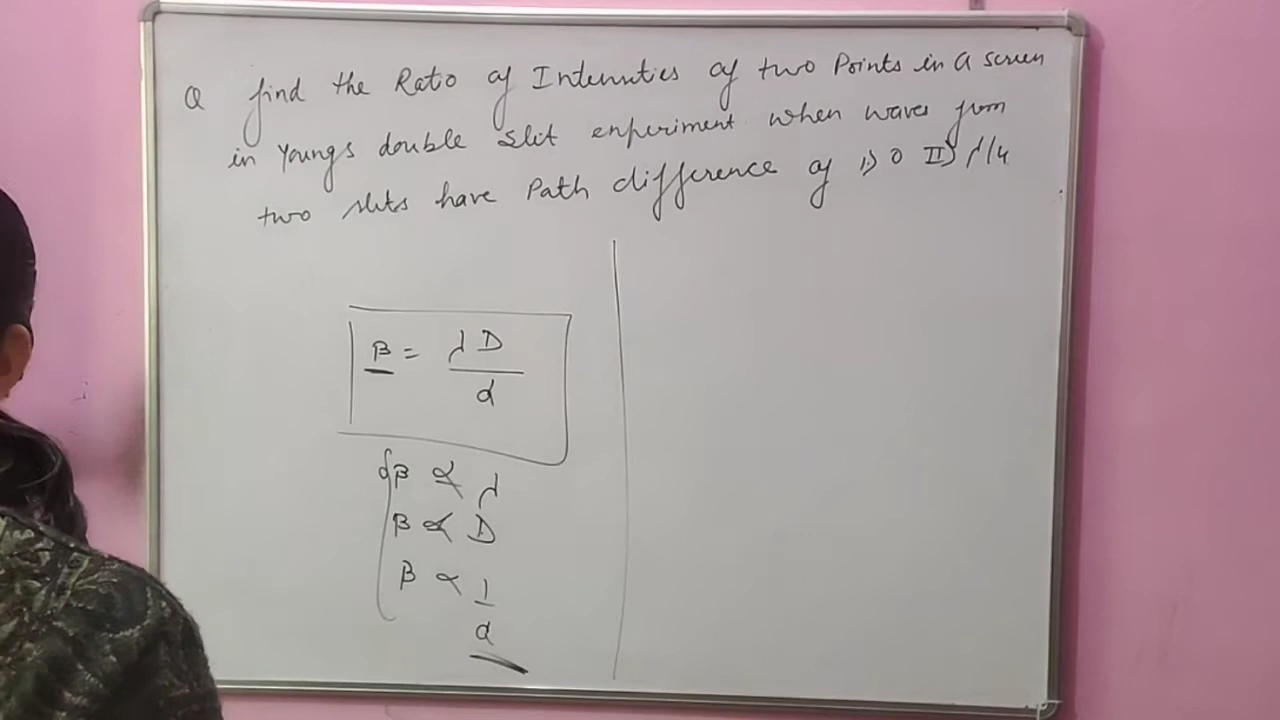 Q find the Ratio of Intensities of two Points in a screen
in Youngs double slit experiment when waves from
two slits have Path difference of i) 0 II) λ/4
β = λD/d
β ∝ λ
β ∝ D
β ∝ 1/d